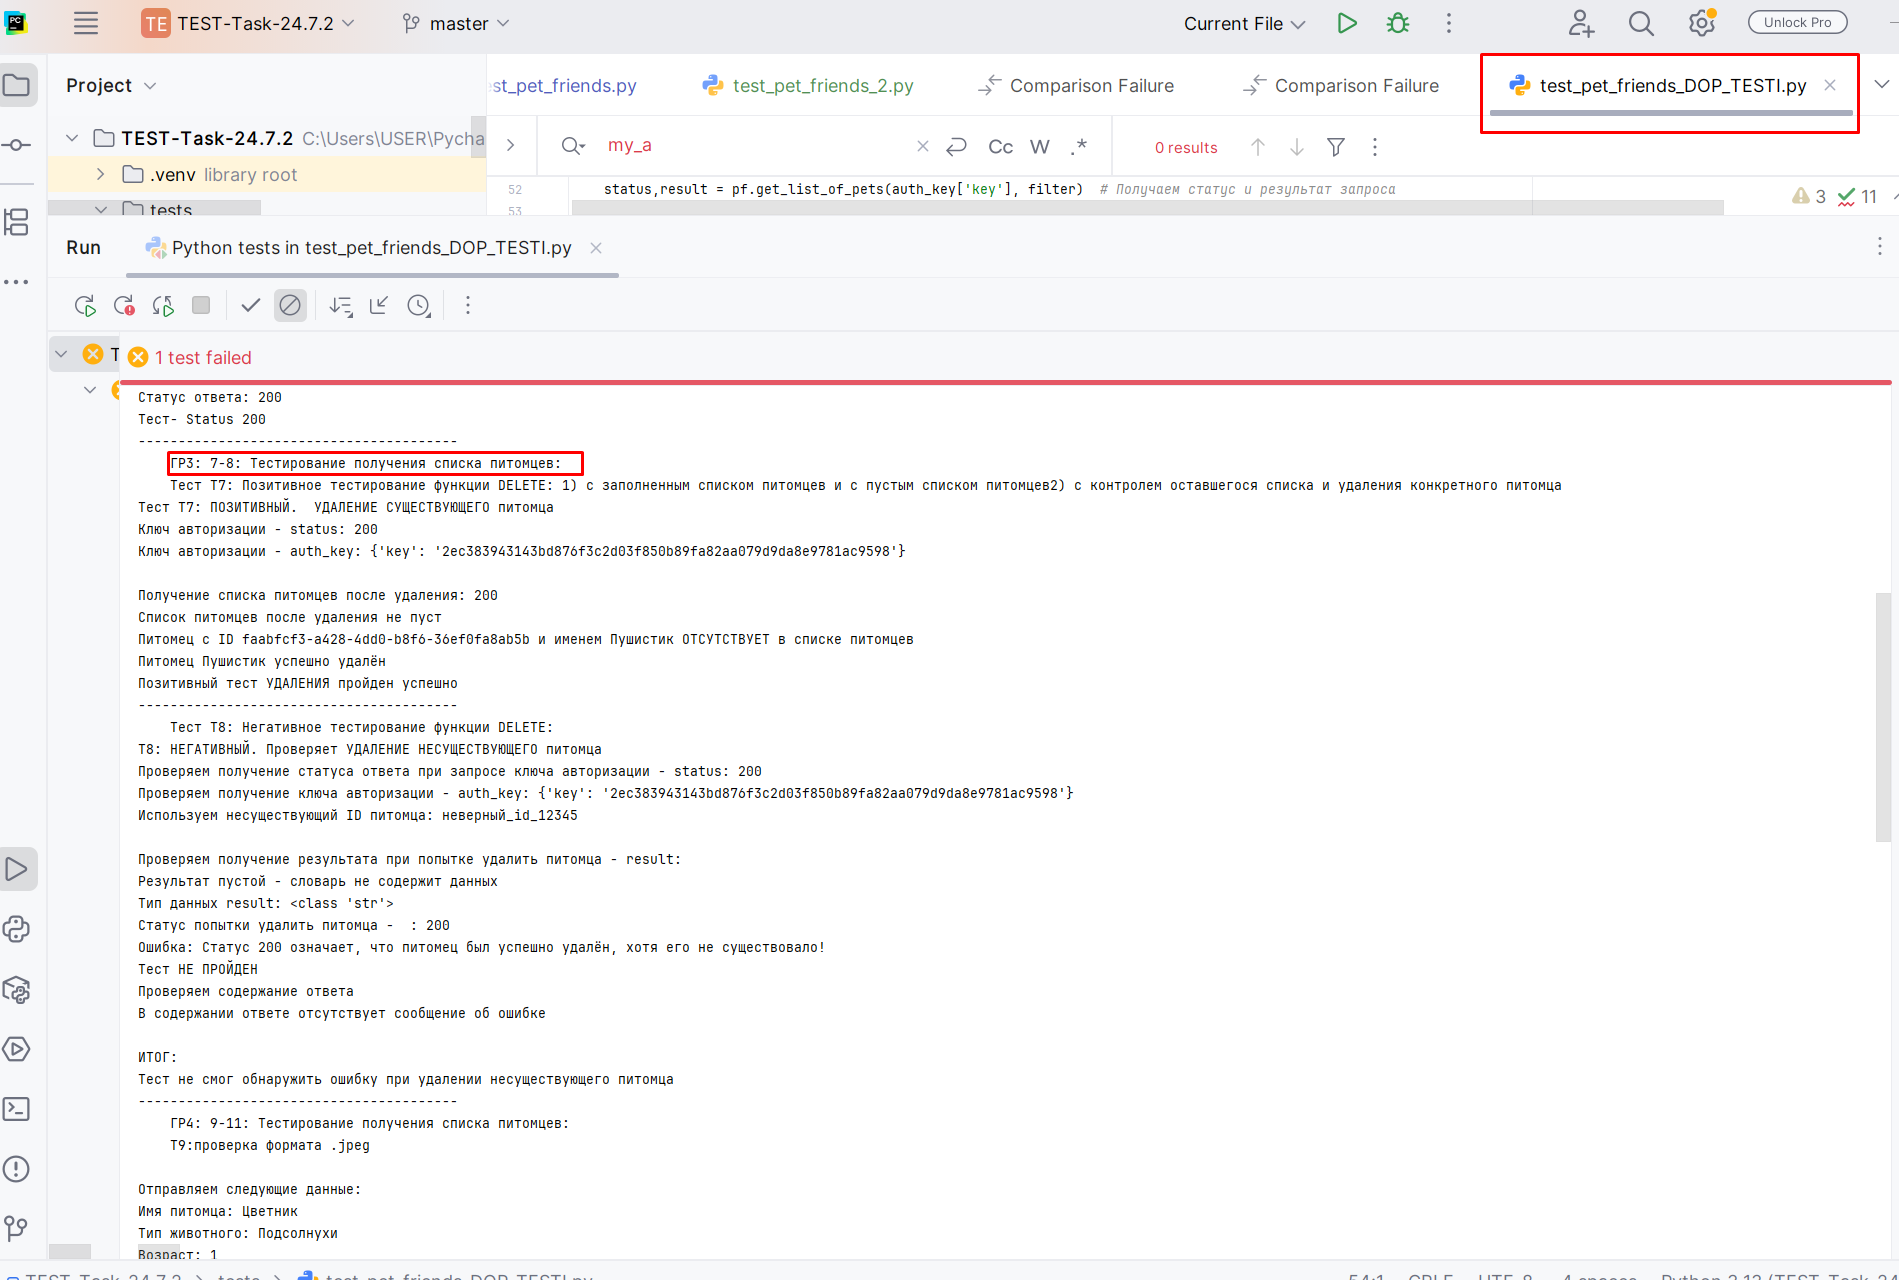 PC
TE TEST-Task-24.7.2 master Current File Unlock Pro
Project
st_pet_friends.py test_pet_friends_2.py Comparison Failure Comparison Failure test_pet_friends_DOP_TESTI.py
TEST-Task-24.7.2 C:\Users\USER\Pycha
my_a Cc W .* 0 results
.venv library root
52 status,result = pf.get_list_of_pets(auth_key['key'], filter) # Получаем статус и результат запроса 3 11
tests
53
Run Python tests in test_pet_friends_DOP_TESTI.py
T 1 test failed
Статус ответа: 200
Тест- Status 200
----------------------------------------
ГР3: 7-8: Тестирование получения списка питомцев:
Тест Т7: Позитивное тестирование функции DELETE: 1) с заполненным списком питомцев и с пустым списком питомцев2) с контролем оставшегося списка и удаления конкретного питомца
Тест Т7: ПОЗИТИВНЫЙ.  УДАЛЕНИЕ СУЩЕСТВУЮЩЕГО питомца
Ключ авторизации - status: 200
Ключ авторизации - auth_key: {'key': '2ec383943143bd876f3c2d03f850b89fa82aa079d9da8e9781ac9598'}
Получение списка питомцев после удаления: 200
Список питомцев после удаления не пуст
Питомец с ID faabfcf3-a428-4dd0-b8f6-36ef0fa8ab5b и именем Пушистик ОТСУТСТВУЕТ в списке питомцев
Питомец Пушистик успешно удалён
Позитивный тест УДАЛЕНИЯ пройден успешно
----------------------------------------
Тест Т8: Негативное тестирование функции DELETE:
Т8: НЕГАТИВНЫЙ. Проверяет УДАЛЕНИЕ НЕСУЩЕСТВУЮЩЕГО питомца
Проверяем получение статуса ответа при запросе ключа авторизации - status: 200
Проверяем получение ключа авторизации - auth_key: {'key': '2ec383943143bd876f3c2d03f850b89fa82aa079d9da8e9781ac9598'}
Используем несуществующий ID питомца: неверный_id_12345
Проверяем получение результата при попытке удалить питомца - result:
Результат пустой - словарь не содержит данных
Тип данных result: <class 'str'>
Статус попытки удалить питомца -  : 200
Ошибка: Статус 200 означает, что питомец был успешно удалён, хотя его не существовало!
Тест НЕ ПРОЙДЕН
Проверяем содержание ответа
В содержании ответе отсутствует сообщение об ошибке
ИТОГ:
Тест не смог обнаружить ошибку при удалении несуществующего питомца
----------------------------------------
ГР4: 9-11: Тестирование получения списка питомцев:
Т9:проверка формата .jpeg
Отправляем следующие данные:
Имя питомца: Цветник
Тип животного: Подсолнухи
Возраст: 1
TEST-Task-24.7.2 tests test_pet_friends_DOP_TESTI.py 54:1 CRLF UTF-8 4 spaces Python 3.12 (TEST-Task-24